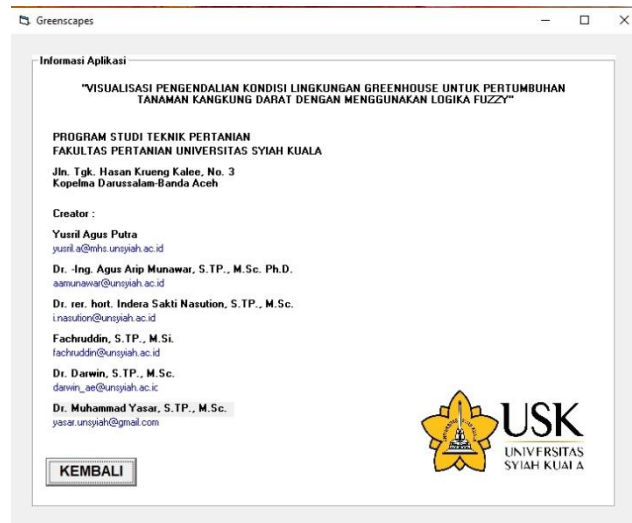 Greenscapes
Informasi Aplikasi
"VISUALISASI PENGENDALIAN KONDISI LINGKUNGAN GREENHOUSE UNTUK PERTUMBUHAN
TANAMAN KANGKUNG DARAT DENGAN MENGGUNAKAN LOGIKA FUZZY"
PROGRAM STUDI TEKNIK PERTANIAN
FAKULTAS PERTANIAN UNIVERSITAS SYIAH KUALA
Jln. Tgk. Hasan Krueng Kalee, No. 3
Kopelma Darussalam-Banda Aceh
Creator :
Yusril Agus Putra
yusril.a@mhs.unsyiah.ac.id
Dr. -Ing. Agus Arip Munawar, S.TP., M.Sc. Ph.D.
aamunawar@unsyiah.ac.id
Dr. rer. hort. Indera Sakti Nasution, S.TP., M.Sc.
i.nasution@unsyiah.ac.id
Fachruddin, S.TP., M.Si.
fachruddin@unsyiah.ac.id
Dr. Darwin, S.TP., M.Sc.
darwin_ae@unsyiah.ac.ic
Dr. Muhammad Yasar, S.TP., M.Sc.
yasar.unsyiah@gmail.com
USK
UNIVERSITAS
SYIAH KUALA
KEMBALI